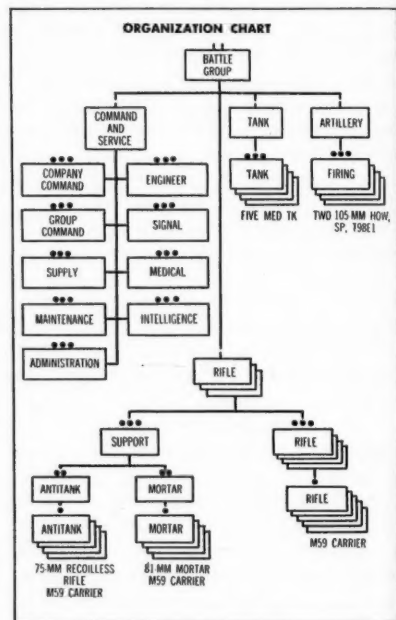 ORGANIZATION CHART
BATTLE
GROUP
COMMAND
AND
SERVICE
TANK
ARTILLERY
COMPANY
COMMAND
ENGINEER
TANK
FIRING
FIVE MED TK
TWO 105-MM HOW,
SP, T98E1
GROUP
COMMAND
SIGNAL
SUPPLY
MEDICAL
MAINTENANCE
INTELLIGENCE
ADMINISTRATION
RIFLE
SUPPORT
RIFLE
ANTITANK
MORTAR
RIFLE
ANTITANK
MORTAR
M59 CARRIER
75-MM RECOILLESS
RIFLE
M59 CARRIER
81-MM MORTAR
M59 CARRIER